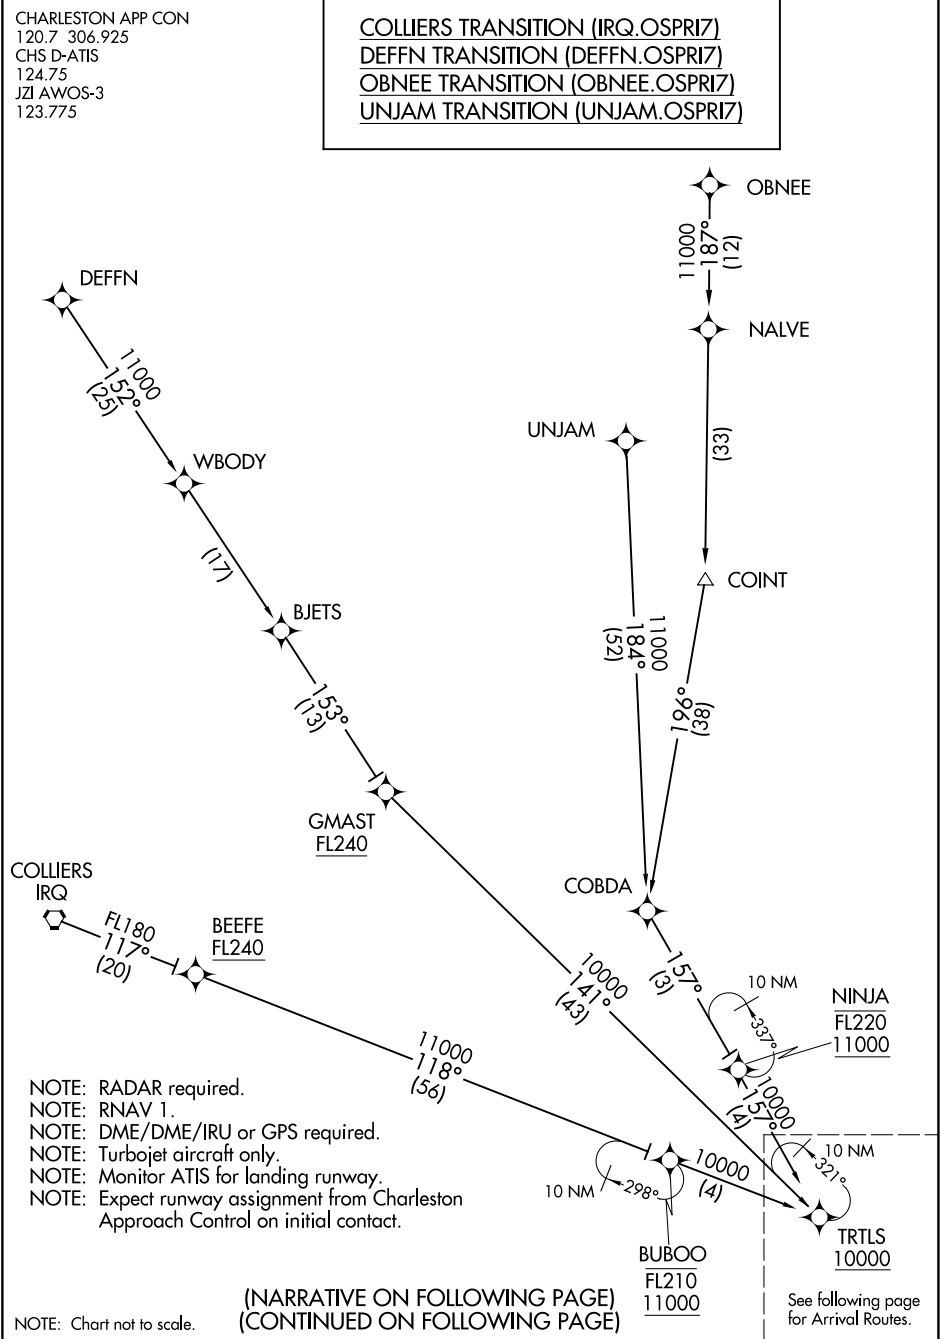 CHARLESTON APP CON
120.7 306.925
CHS D-ATIS
124.75
JZI AWOS-3
123.775
COLLIERS TRANSITION (IRQ.OSPRI7)
DEFFN TRANSITION (DEFFN.OSPRI7)
OBNEE TRANSITION (OBNEE.OSPRI7)
UNJAM TRANSITION (UNJAM.OSPRI7)
OBNEE
11000
187°
(12)
NALVE
DEFFN
11000
152°
(25)
WBODY
(17)
BJETS
153°
(13)
GMAST
FL240
UNJAM
(33)
COINT
11000
184°
(52)
196°
(38)
COBDA
COLLIERS
IRQ
FL180
117°
(20)
BEEFE
FL240
10000
141°
(43)
157°
(3)
10 NM
337°
NINJA
FL220
11000
10000
157°
(4)
11000
118°
(56)
10 NM
298°
10000
(4)
10 NM
321°
TRTLS
10000
BUBOO
FL210
11000
NOTE: RADAR required.
NOTE: RNAV 1.
NOTE: DME/DME/IRU or GPS required.
NOTE: Turbojet aircraft only.
NOTE: Monitor ATIS for landing runway.
NOTE: Expect runway assignment from Charleston
Approach Control on initial contact.
See following page
for Arrival Routes.
(NARRATIVE ON FOLLOWING PAGE)
(CONTINUED ON FOLLOWING PAGE)
NOTE: Chart not to scale.